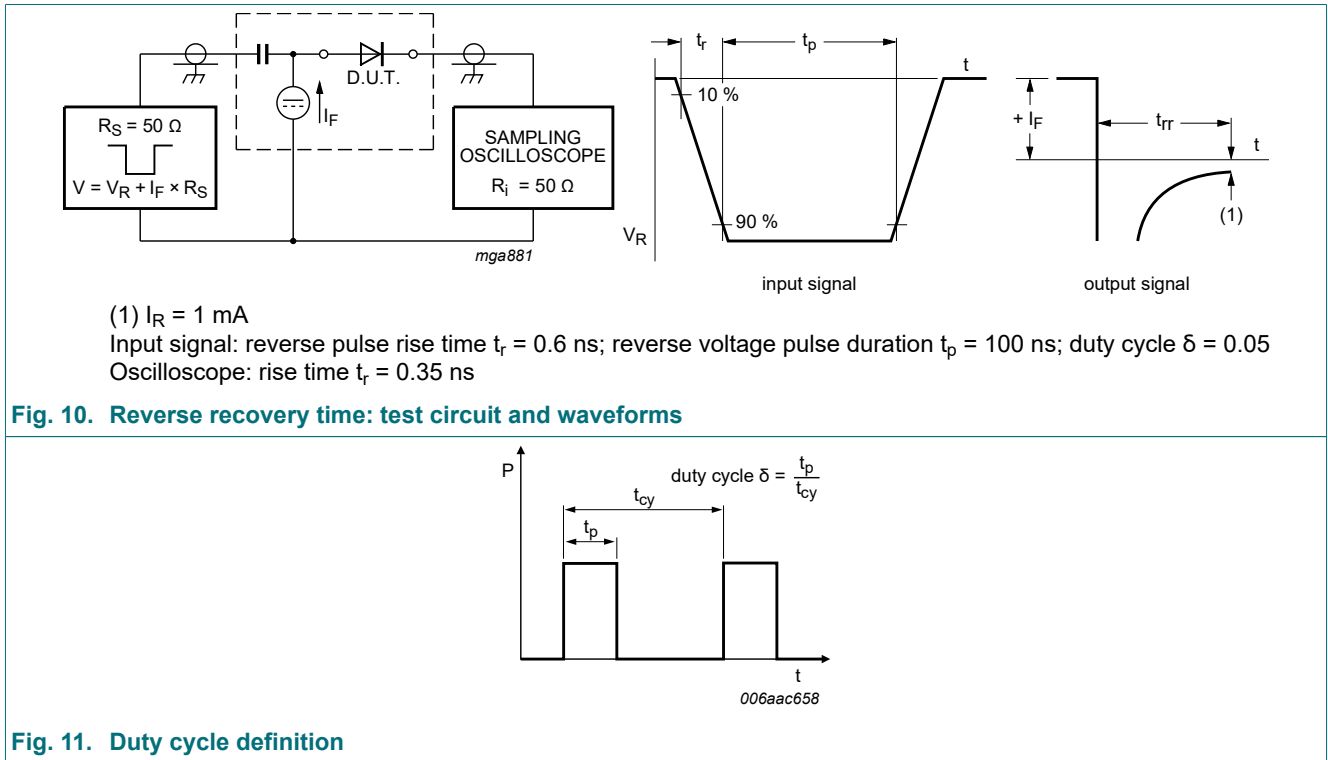 D.U.T.
I_F
R_S = 50 Ω
V = V_R + I_F × R_S
SAMPLING
OSCILLOSCOPE
R_i = 50 Ω
mga881
t_r
t_p
t
10 %
90 %
V_R
input signal
+ I_F
t_rr
t
(1)
output signal
(1) I_R = 1 mA
Input signal: reverse pulse rise time t_r = 0.6 ns; reverse voltage pulse duration t_p = 100 ns; duty cycle δ = 0.05
Oscilloscope: rise time t_r = 0.35 ns
Fig. 10. Reverse recovery time: test circuit and waveforms
P
duty cycle δ = t_p / t_cy
t_cy
t_p
t
006aac658
Fig. 11. Duty cycle definition